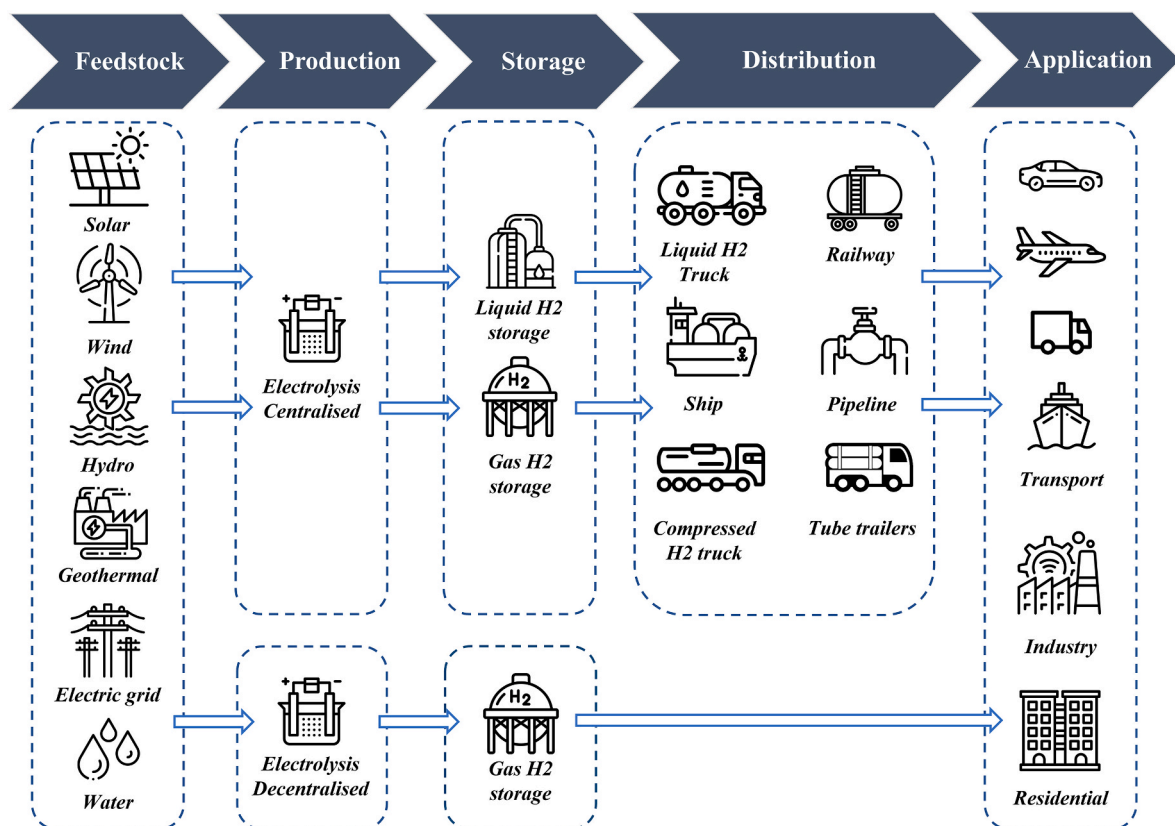 Feedstock
Production
Storage
Distribution
Application
Solar
Wind
Hydro
Geothermal
Electric grid
Water
+ −
Electrolysis
Centralised
+ −
Electrolysis
Decentralised
Liquid H2
storage
H2
Gas H2
storage
H2
Gas H2
storage
Liquid H2
Truck
Railway
Ship
Pipeline
Compressed
H2 truck
Tube trailers
Transport
Industry
Residential